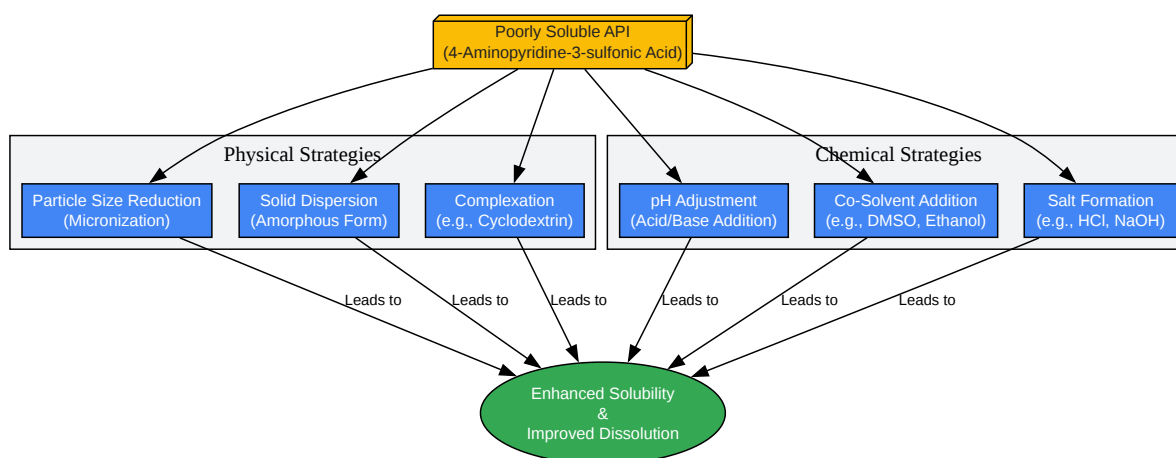 Poorly Soluble API
(4-Aminopyridine-3-sulfonic Acid)
Physical Strategies
Chemical Strategies
Particle Size Reduction
(Micronization)
Solid Dispersion
(Amorphous Form)
Complexation
(e.g., Cyclodextrin)
pH Adjustment
(Acid/Base Addition)
Co-Solvent Addition
(e.g., DMSO, Ethanol)
Salt Formation
(e.g., HCl, NaOH)
Leads to
Leads to
Leads to
Leads to
Leads to
Leads to
Enhanced Solubility
&
Improved Dissolution